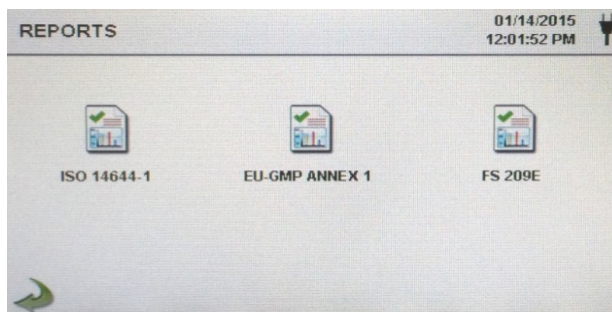 REPORTS
01/14/2015
12:01:52 PM
ISO 14644-1
EU-GMP ANNEX 1
FS 209E